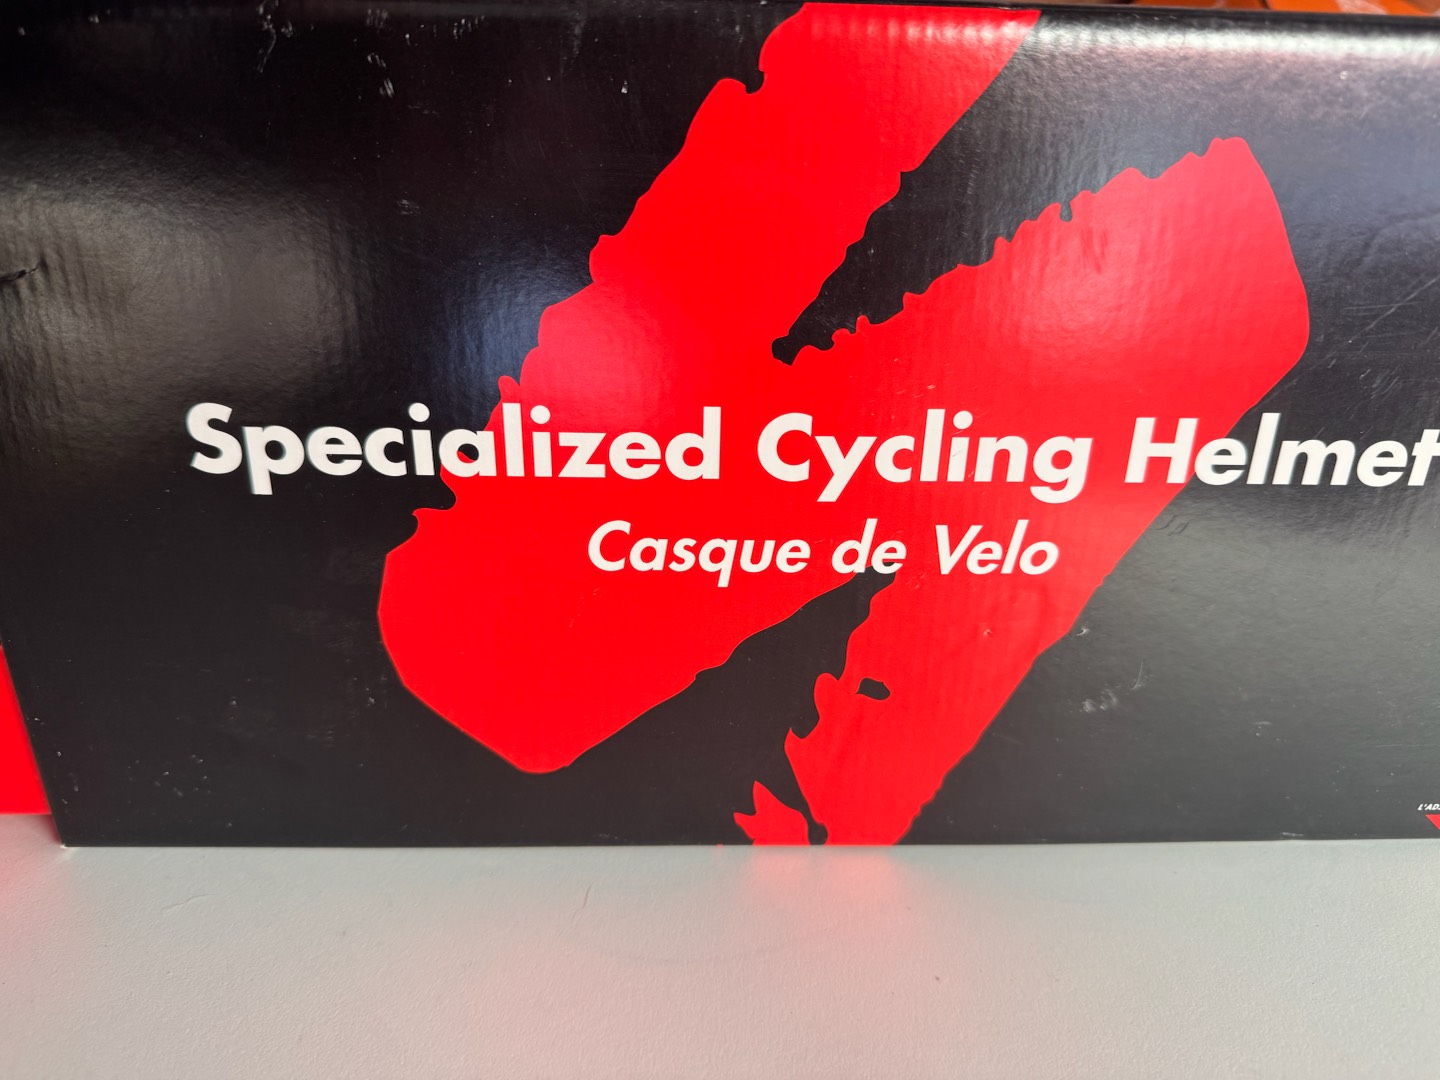 Specialized Cycling Helmet
Casque de Velo